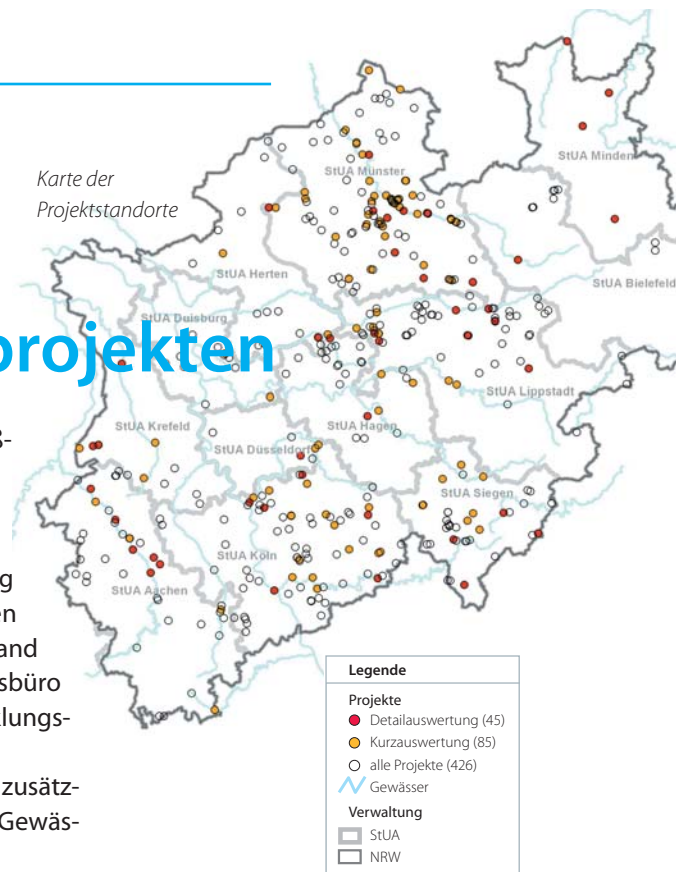 Karte der
Projektstandorte
projekten
ß-
g
en
and
sbüro
klungs-
zusätz-
Gewäs-
StUA Minden
StUA Münster
StUA Bielefeld
StUA Herten
StUA Duisburg
StUA Lippstadt
StUA Krefeld
StUA Hagen
StUA Düsseldorf
StUA Siegen
StUA Köln
StUA Aachen
Legende
Projekte
Detailauswertung (45)
Kurzauswertung (85)
alle Projekte (426)
Gewässer
Verwaltung
StUA
NRW